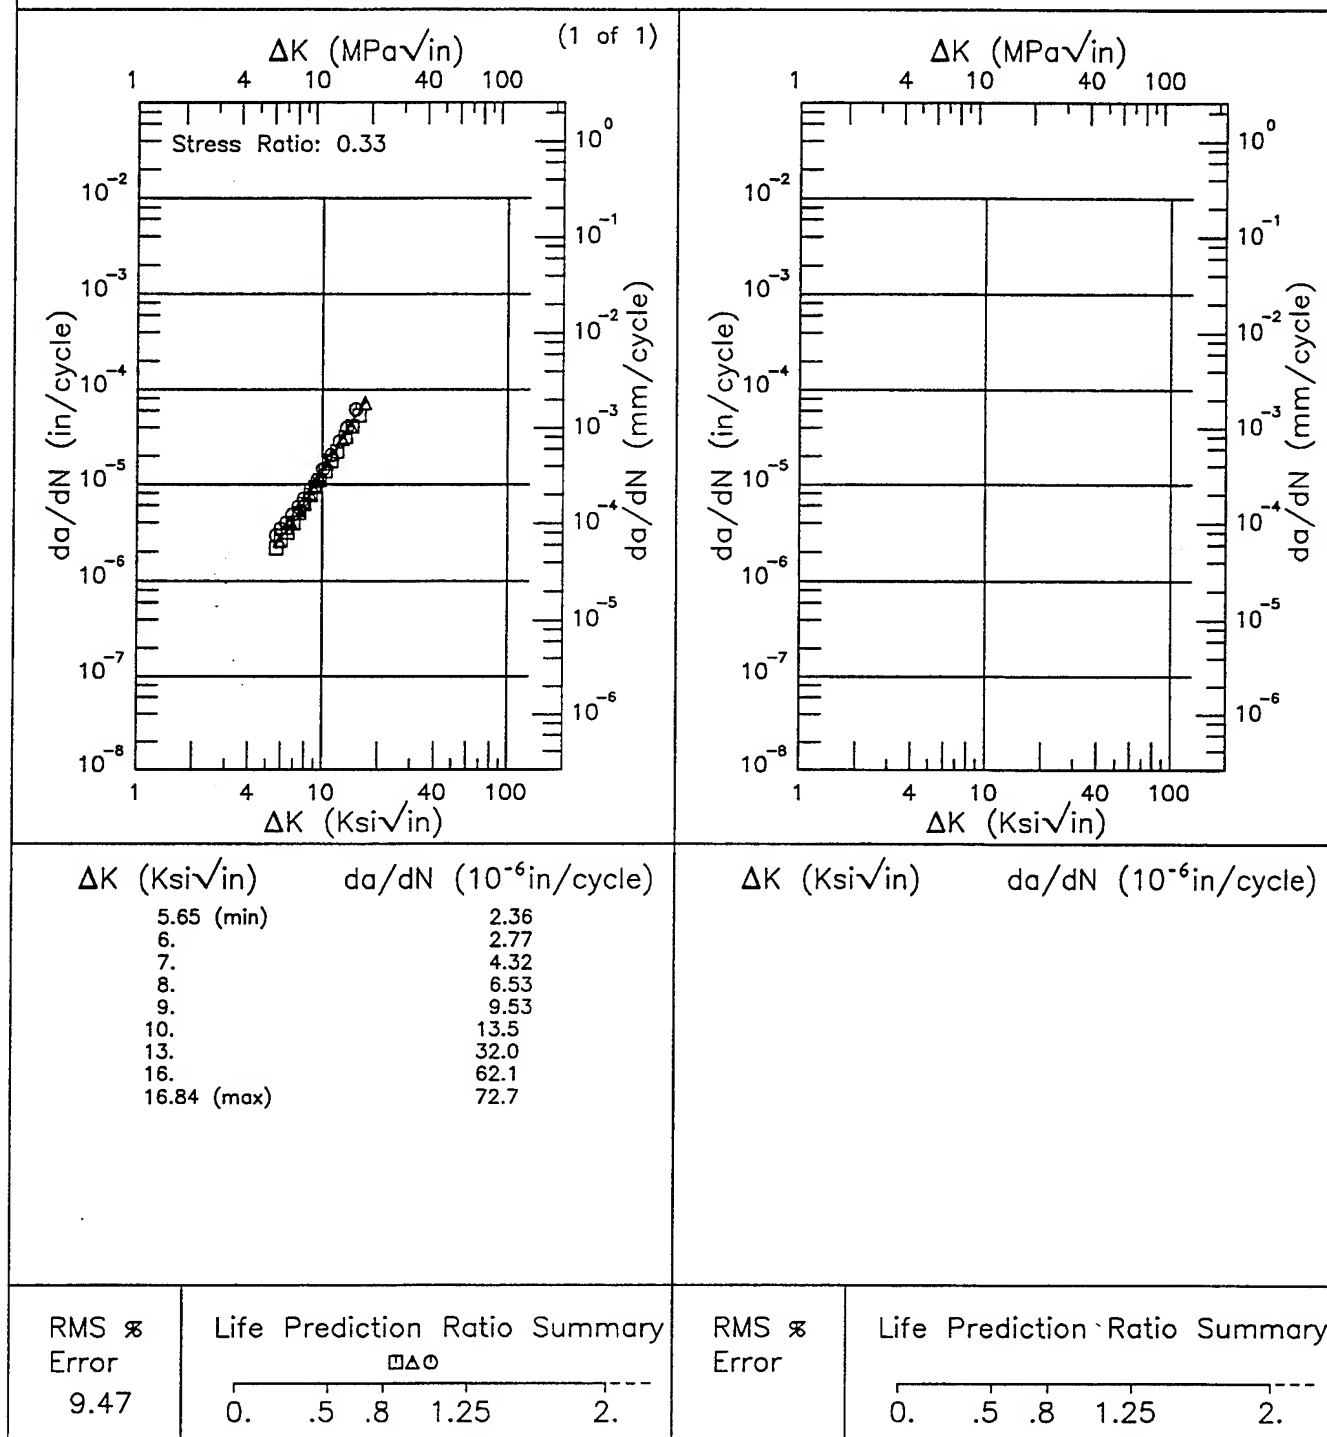 (1 of 1)
ΔK (MPa√in)
1 4 10 40 100
Stress Ratio: 0.33
da/dN (in/cycle)
10⁻²
10⁻³
10⁻⁴
10⁻⁵
10⁻⁶
10⁻⁷
10⁻⁸
10⁰
10⁻¹
10⁻²
10⁻³
10⁻⁴
10⁻⁵
10⁻⁶
da/dN (mm/cycle)
1 4 10 40 100
ΔK (Ksi√in)
ΔK (MPa√in)
1 4 10 40 100
da/dN (in/cycle)
10⁻²
10⁻³
10⁻⁴
10⁻⁵
10⁻⁶
10⁻⁷
10⁻⁸
10⁰
10⁻¹
10⁻²
10⁻³
10⁻⁴
10⁻⁵
10⁻⁶
da/dN (mm/cycle)
1 4 10 40 100
ΔK (Ksi√in)
ΔK (Ksi√in) da/dN (10⁻⁶in/cycle)
5.65 (min) 2.36
6. 2.77
7. 4.32
8. 6.53
9. 9.53
10. 13.5
13. 32.0
16. 62.1
16.84 (max) 72.7
ΔK (Ksi√in) da/dN (10⁻⁶in/cycle)
RMS %
Error
9.47
Life Prediction Ratio Summary
0. .5 .8 1.25 2.
RMS %
Error
Life Prediction Ratio Summary
0. .5 .8 1.25 2.